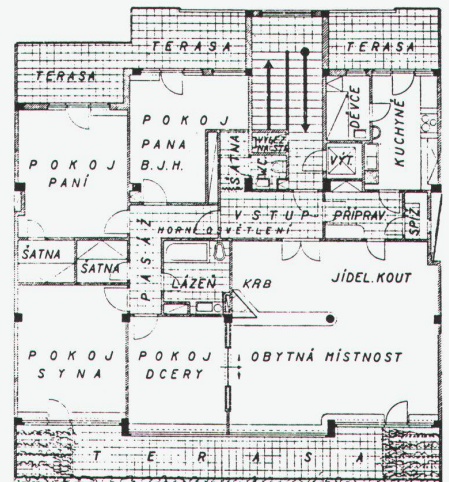 TERASA
TERASA
TERASA
POKOJ
PANA
B.J.H.
DĚVČE
KUCHYNĚ
POKOJ
PANÍ
ŠATNA
WC
VÝT.
VSTUP
PŘÍPRAV.
SPÍŽ
HORNÍ OSVĚTLENÍ
PASÁŽ
ŠATNA
ŠATNA
LÁZEŇ
KRB
JÍDEL. KOUT
POKOJ
SYNA
POKOJ
DCERY
OBYTNÁ MÍSTNOST
TERASA